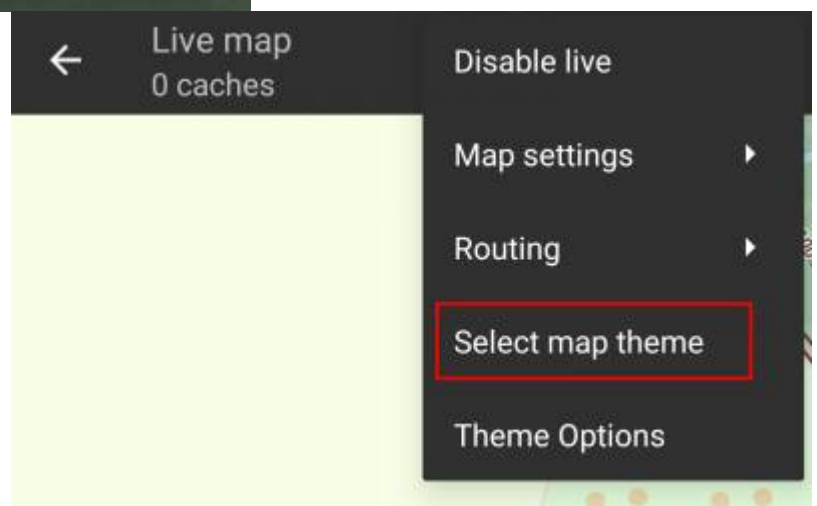 Live map
0 caches
Disable live
Map settings
Routing
Select map theme
Theme Options